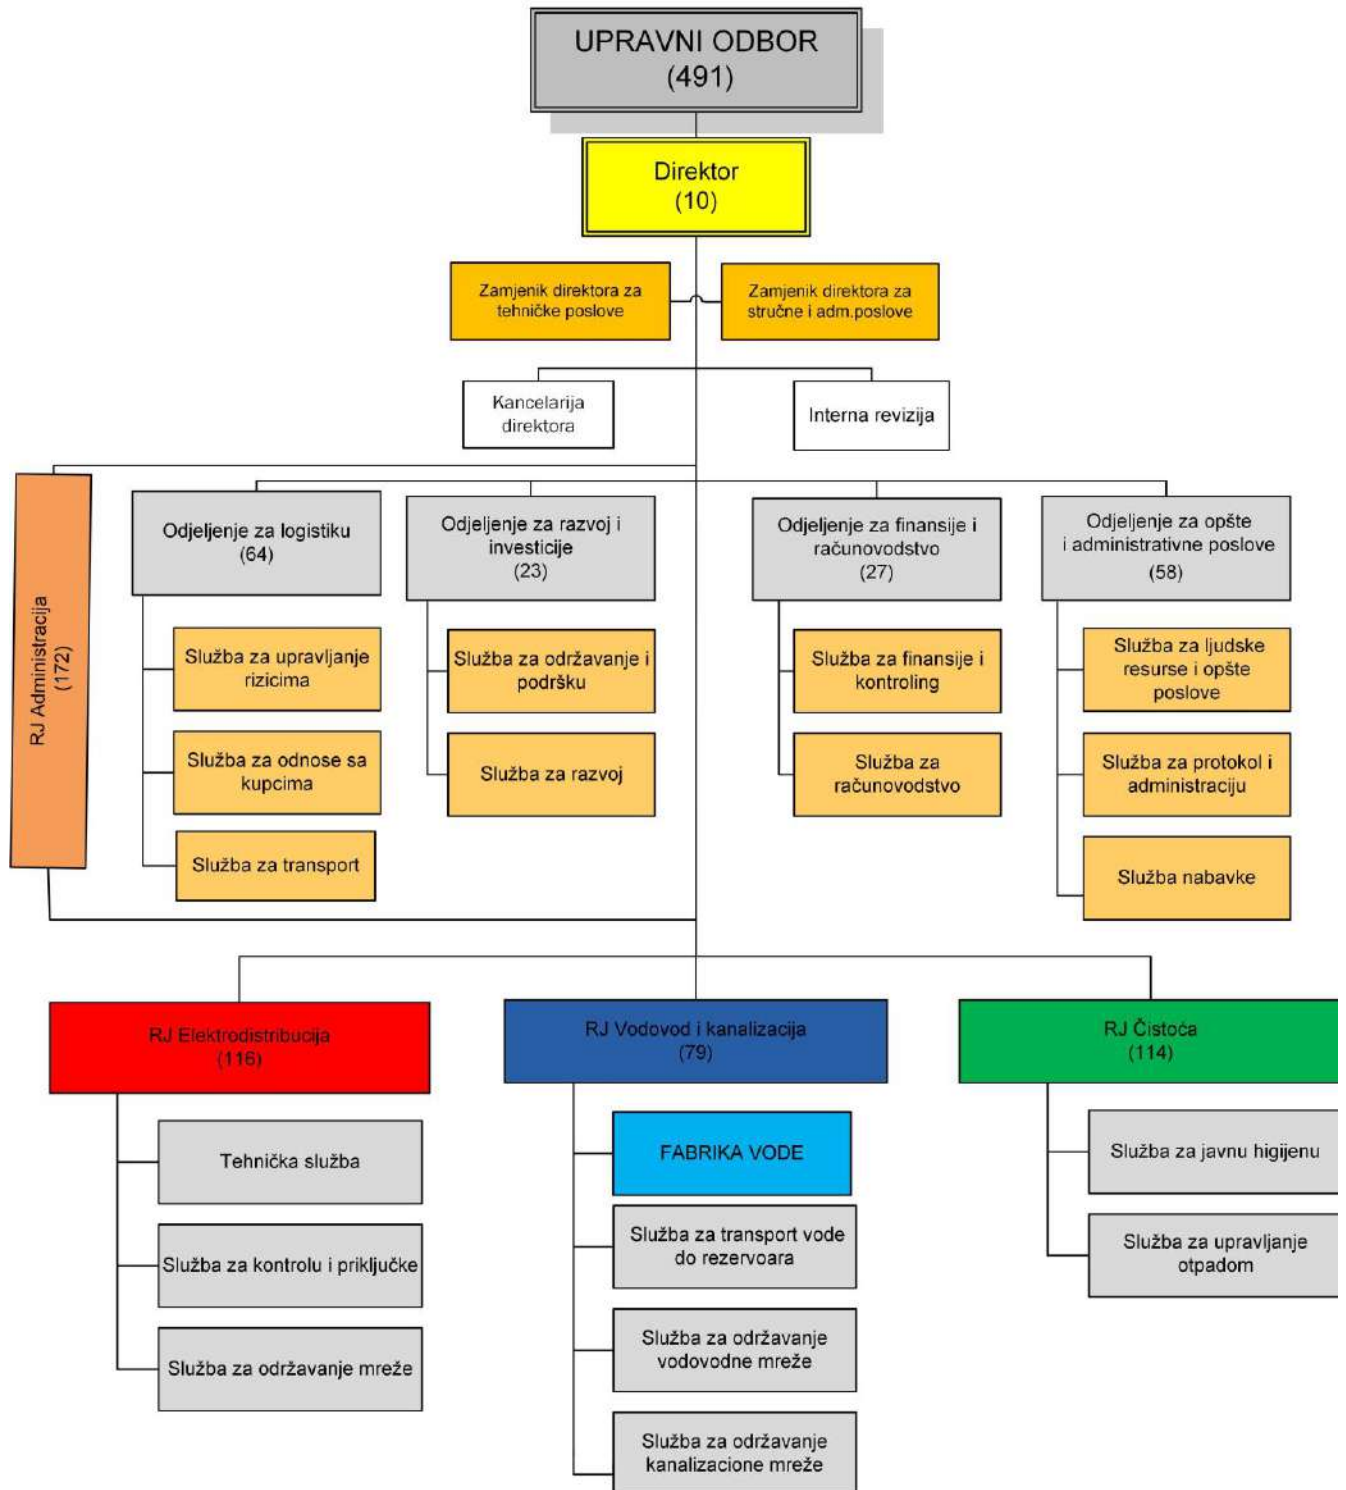 UPRAVNI ODBOR
(491)
Direktor
(10)
Zamjenik direktora za
tehničke poslove
Zamjenik direktora za
stručne i adm.poslove
Kancelarija
direktora
Interna revizija
RJ Administracija
(172)
Odjeljenje za logistiku
(64)
Odjeljenje za razvoj i
investicije
(23)
Odjeljenje za finansije i
računovodstvo
(27)
Odjeljenje za opšte
i administrativne poslove
(58)
Služba za upravljanje
rizicima
Služba za odnose sa
kupcima
Služba za transport
Služba za održavanje i
podršku
Služba za razvoj
Služba za finansije i
kontroling
Služba za
računovodstvo
Služba za ljudske
resurse i opšte
poslove
Služba za protokol i
administraciju
Služba nabavke
RJ Elektrodistribucija
(116)
Tehnička služba
Služba za kontrolu i priključke
Služba za održavanje mreže
RJ Vodovod i kanalizacija
(79)
FABRIKA VODE
Služba za transport vode
do rezervoara
Služba za održavanje
vodovodne mreže
Služba za održavanje
kanalizacione mreže
RJ Čistoća
(114)
Služba za javnu higijenu
Služba za upravljanje
otpadom